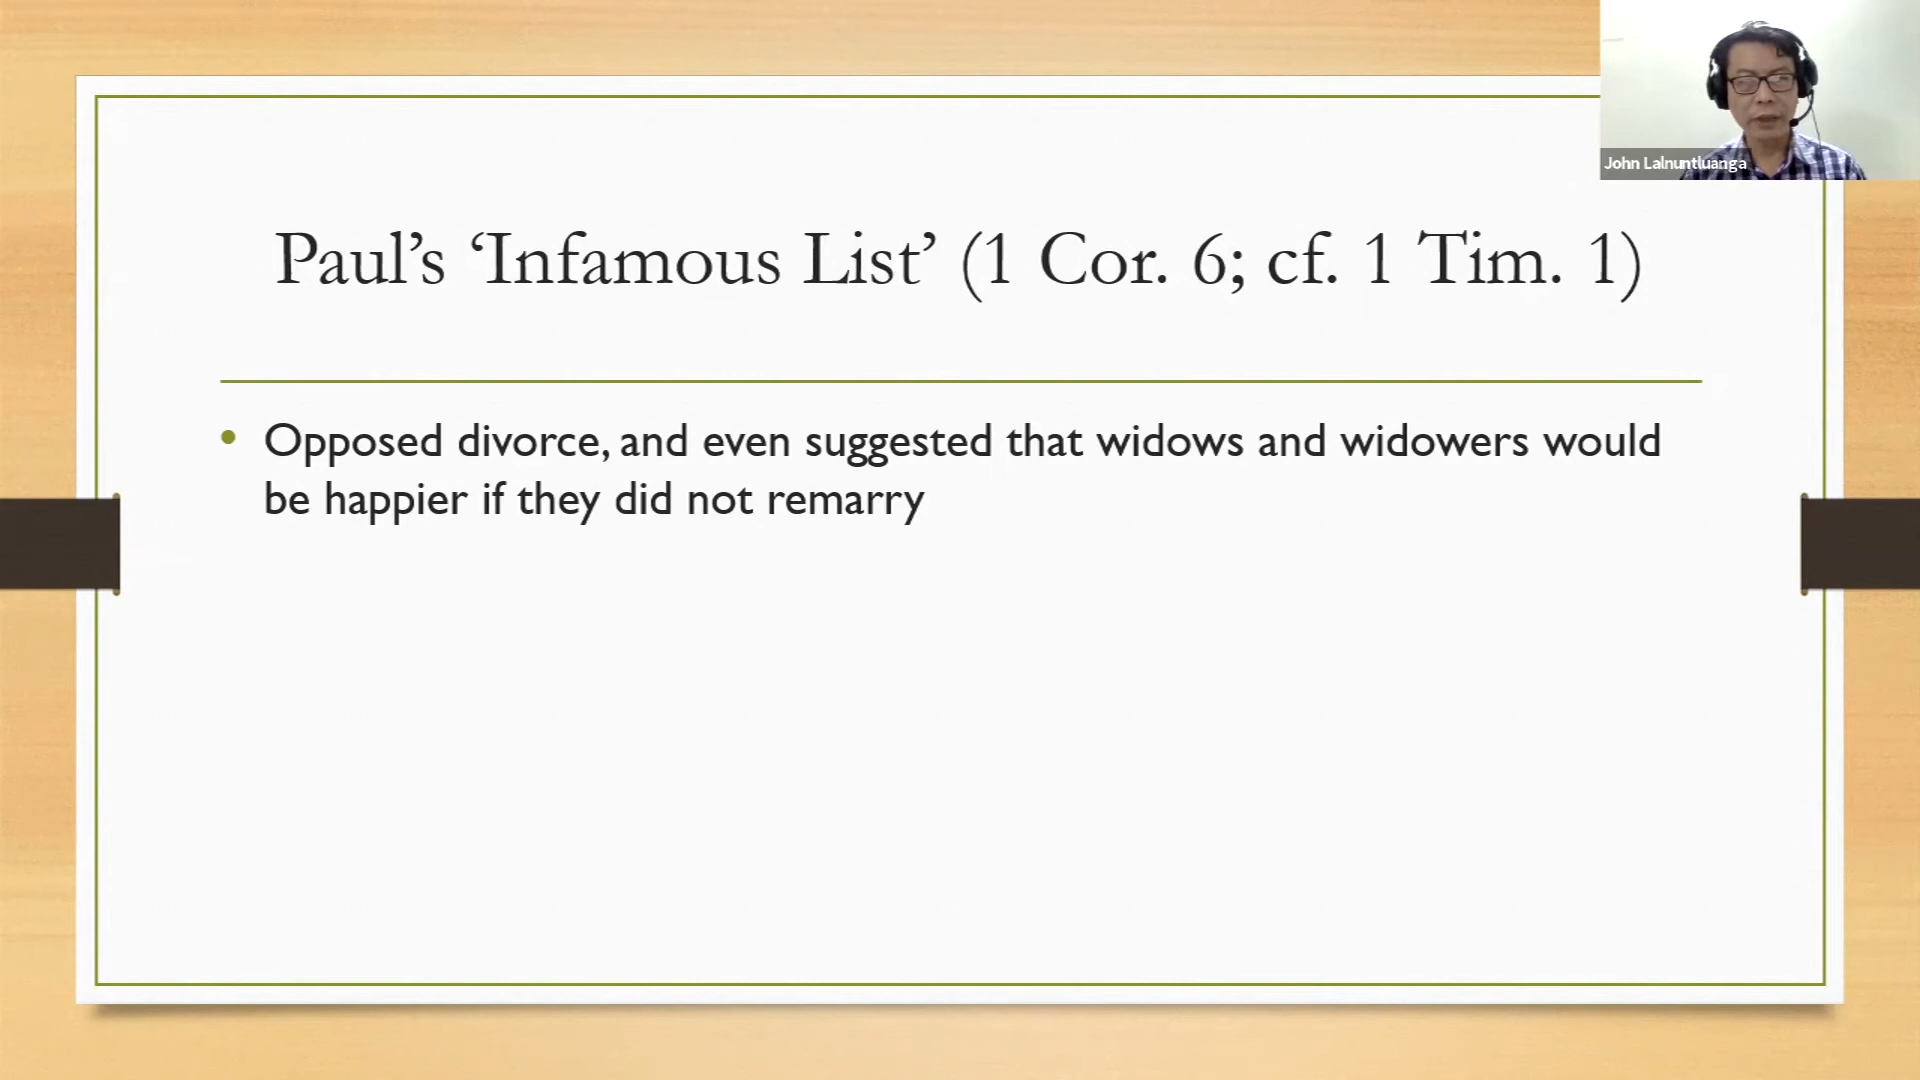 Paul’s ‘Infamous List’ (1 Cor. 6; cf. 1 Tim. 1)
• Opposed divorce, and even suggested that widows and widowers would
be happier if they did not remarry
John Lalnuntluanga